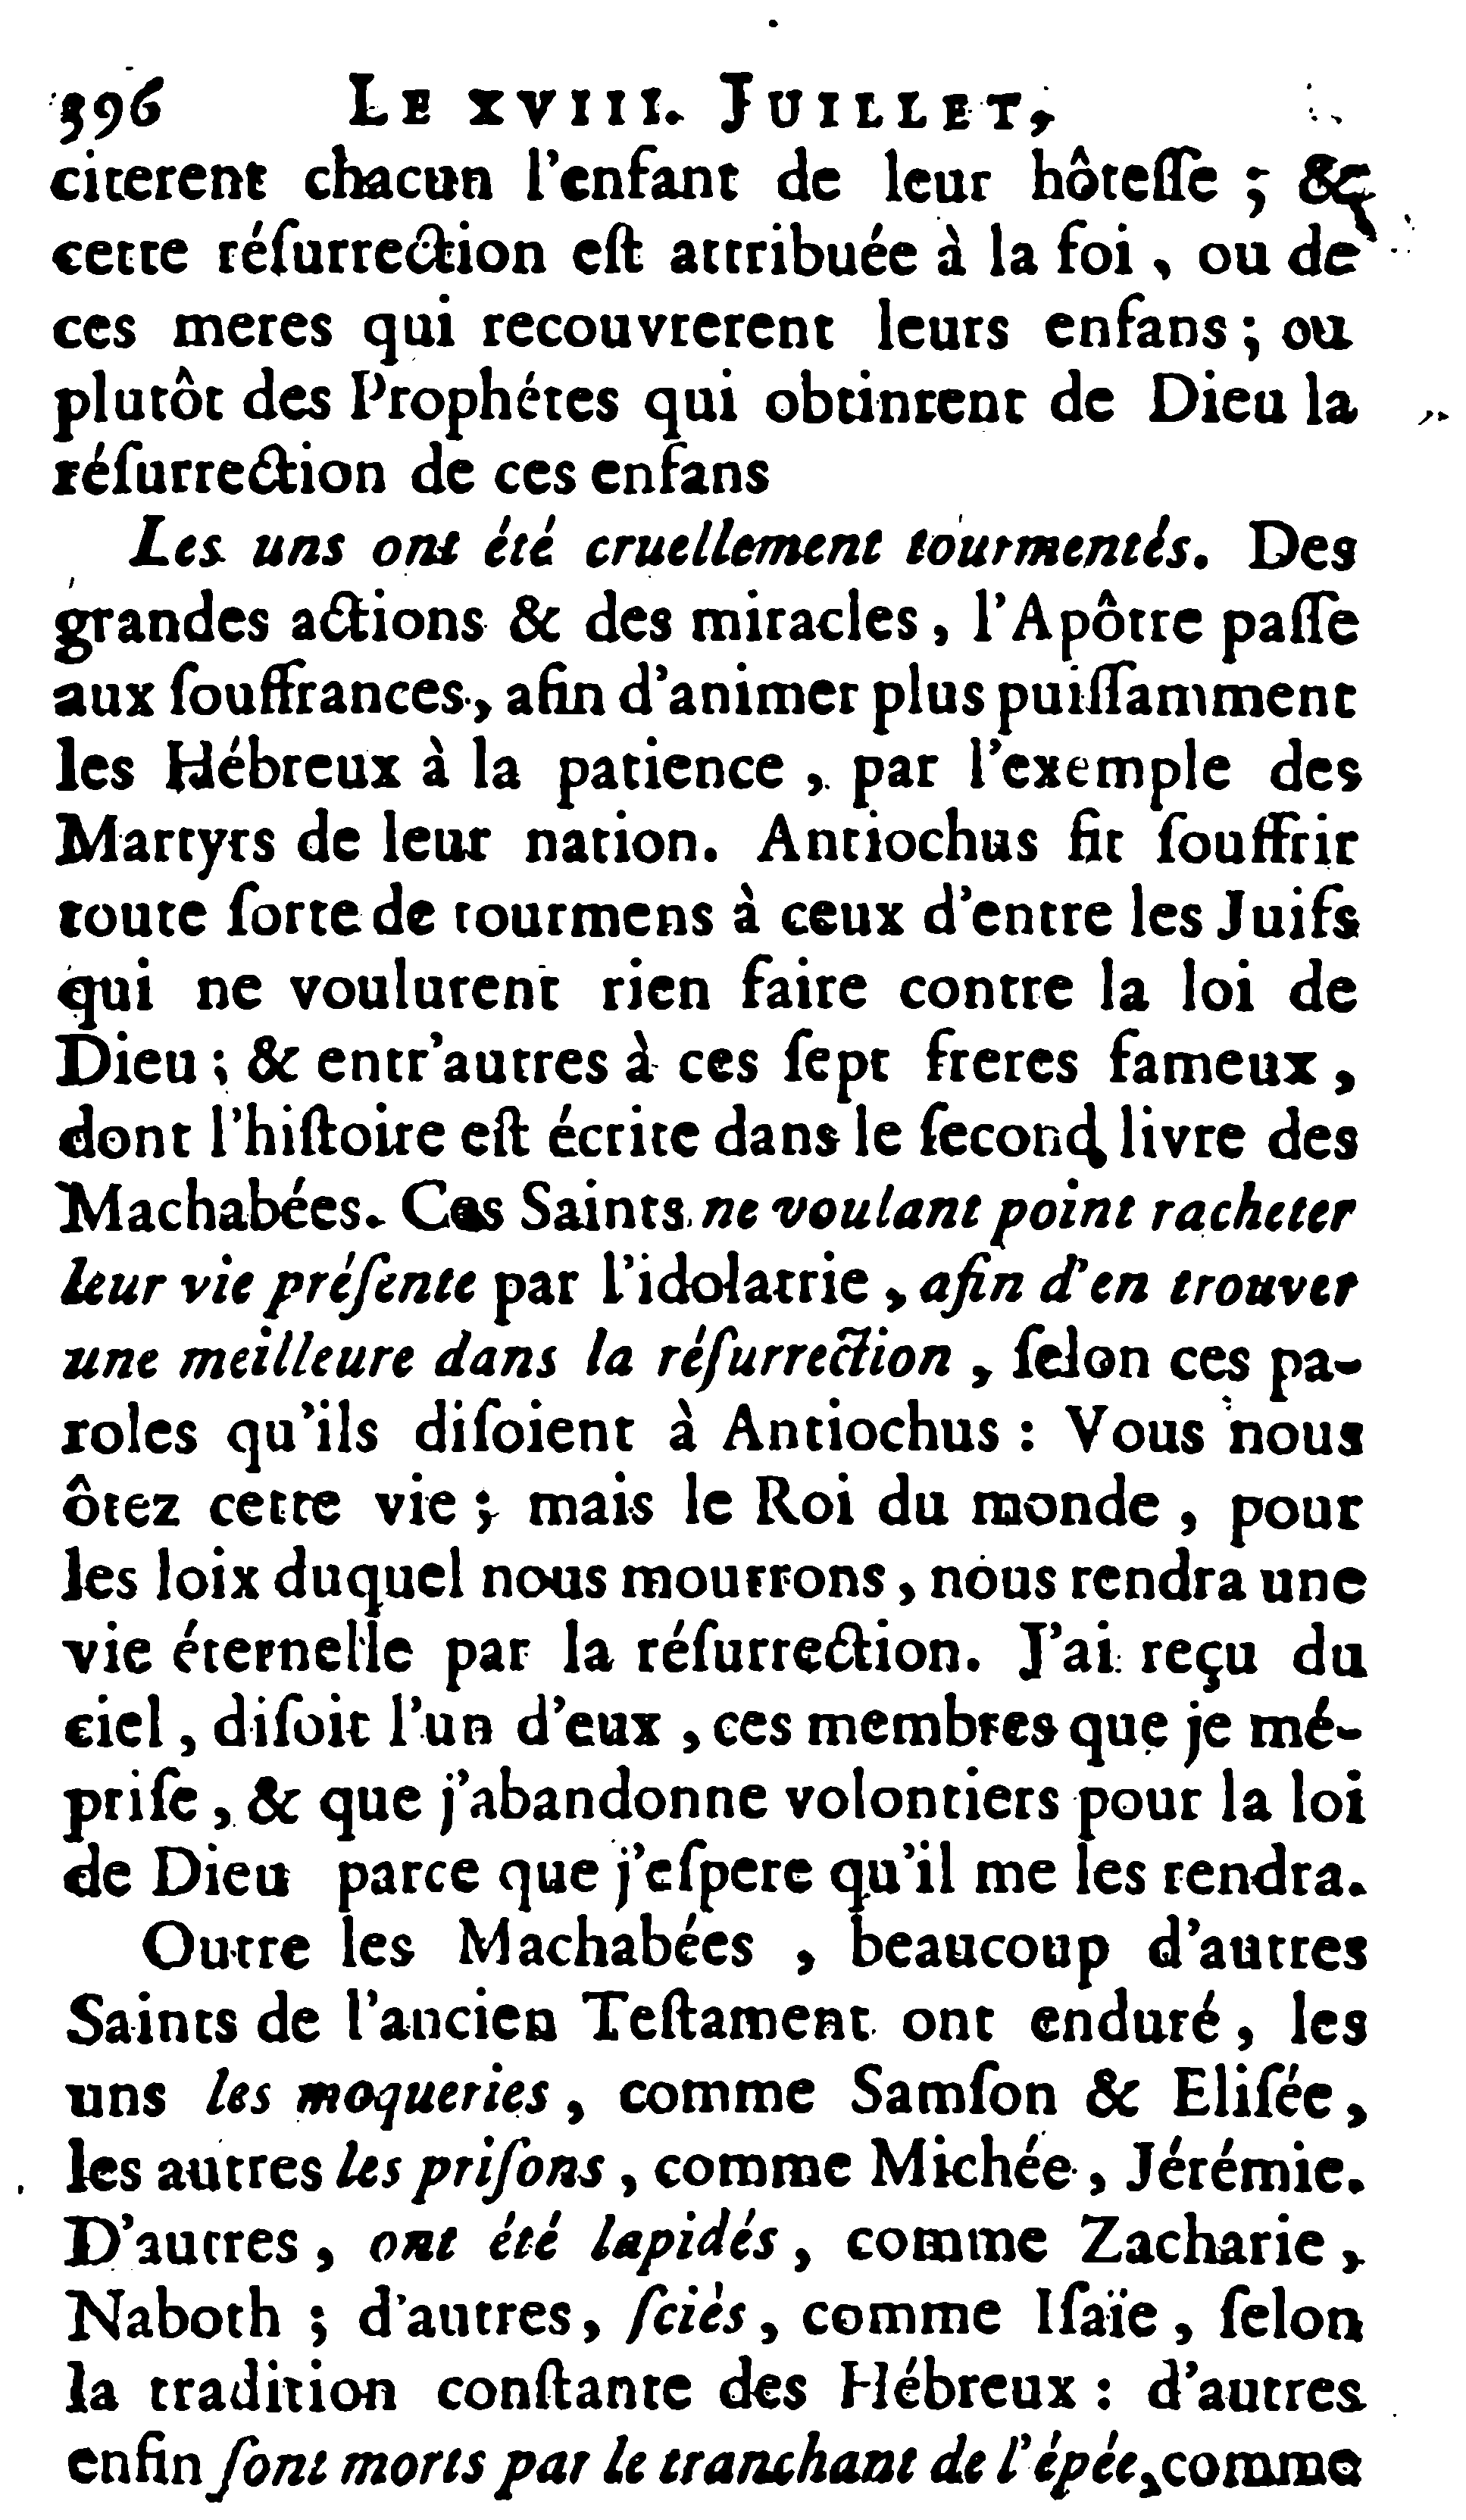 396 LE XVIII. JUILLET,
citerent chacun l'enfant de leur hôteſſe ; &
cette réſurrection eſt attribuée à la foi , ou de
ces meres qui recouvrerent leurs enfans ; ou
plutôt des Prophétes qui obtinrent de Dieu la
réſurrection de ces enfans
Les uns ont été cruellement tourmentés. Des
grandes actions & des miracles , l'Apôtre paſſe
aux ſouffrances , afin d'animer plus puiſſamment
les Hébreux à la patience , par l'exemple des
Martyrs de leur nation. Antiochus fit ſouffrir
toute ſorte de tourmens à ceux d'entre les Juifs
qui ne voulurent rien faire contre la loi de
Dieu ; & entr'autres à ces ſept freres fameux ,
dont l'hiſtoire eſt écrite dans le ſecond livre des
Machabées. Ces Saints ne voulant point racheter
leur vie préſente par l'idolatrie , afin d'en trouver
une meilleure dans la réſurrection , ſelon ces pa-
roles qu'ils diſoient à Antiochus : Vous nous
ôtez cette vie ; mais le Roi du monde , pour
les loix duquel nous mourrons , nous rendra une
vie éternelle par la réſurrection. J'ai reçu du
ciel , diſoit l'un d'eux , ces membres que je mé-
priſe , & que j'abandonne volontiers pour la loi
de Dieu parce que j'eſpere qu'il me les rendra.
Outre les Machabées , beaucoup d'autres
Saints de l'ancien Teſtament ont enduré , les
uns les moqueries , comme Samſon & Eliſée ,
les autres les priſons , comme Michée , Jérémie.
D'autres , ont été lapidés , comme Zacharie ,
Naboth ; d'autres , ſciés , comme Iſaïe , ſelon
la tradition conſtante des Hébreux : d'autres
enfin ſont morts par le tranchant de l'épée, comme